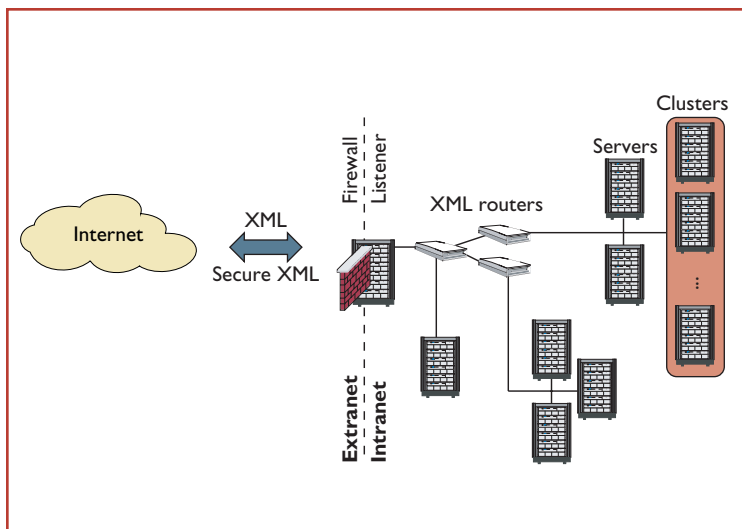 Clusters
Servers
Firewall
Listener
XML routers
Internet
XML
Secure XML
...
Extranet
Intranet